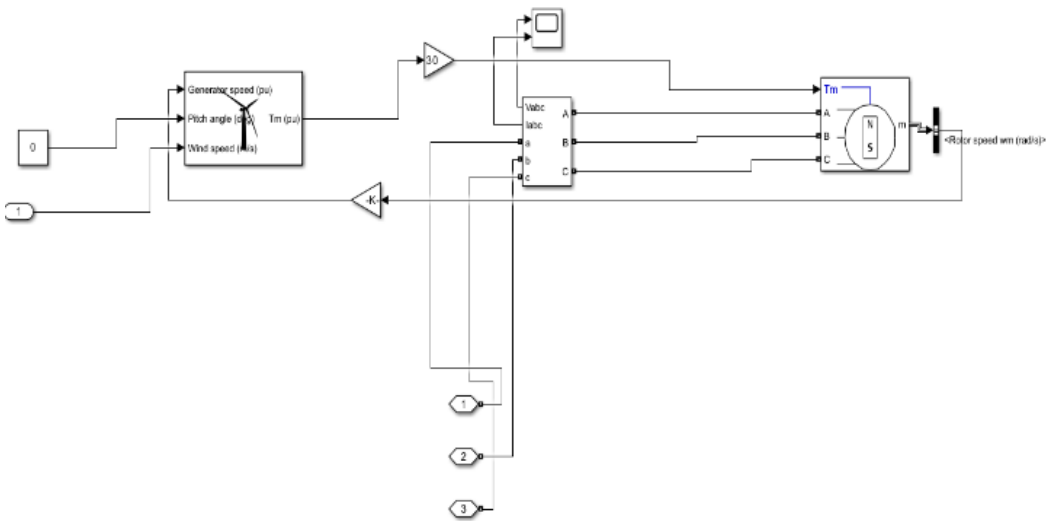 Generator speed (pu)
Pitch angle (deg)
Wind speed (m/s)
Tm (pu)
0
1
30
-K-
Vabc
Iabc
a
b
c
A
B
C
Tm
A
B
C
N
S
m
<Rotor speed wm (rad/s)>
1
2
3